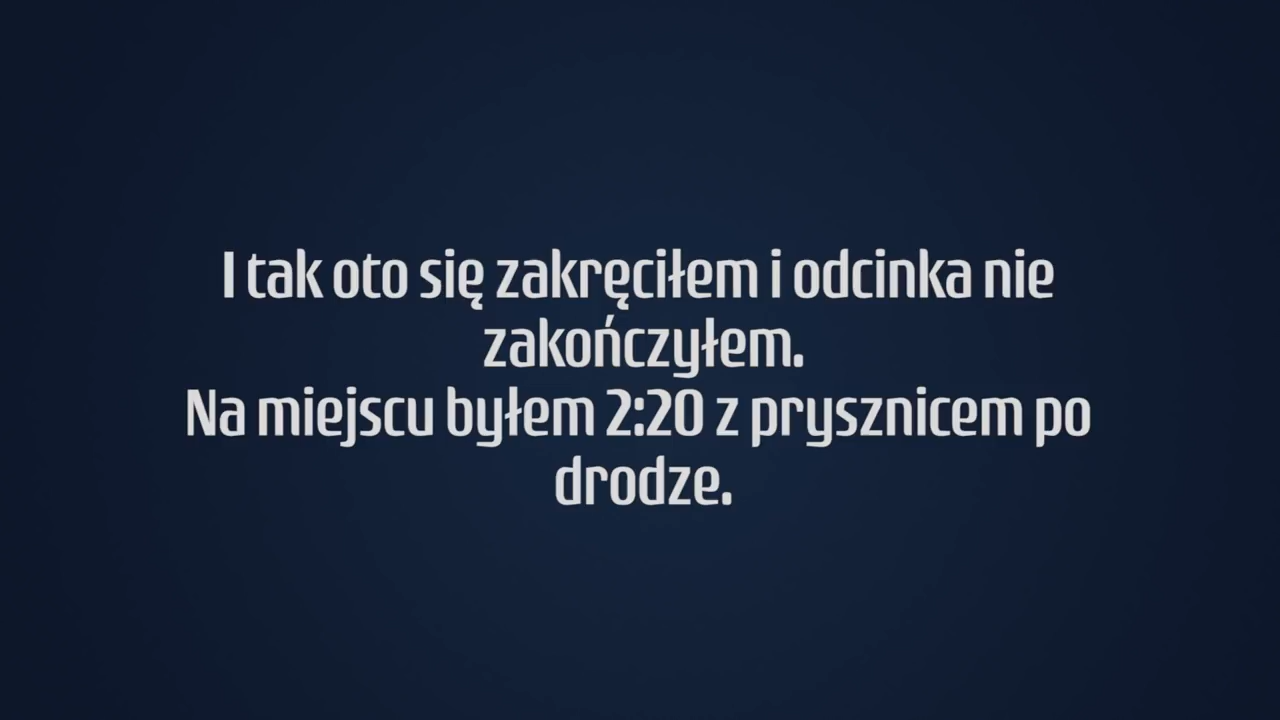 I tak oto się zakręciłem i odcinka nie
zakończyłem.
Na miejscu byłem 2:20 z prysznicem po
drodze.